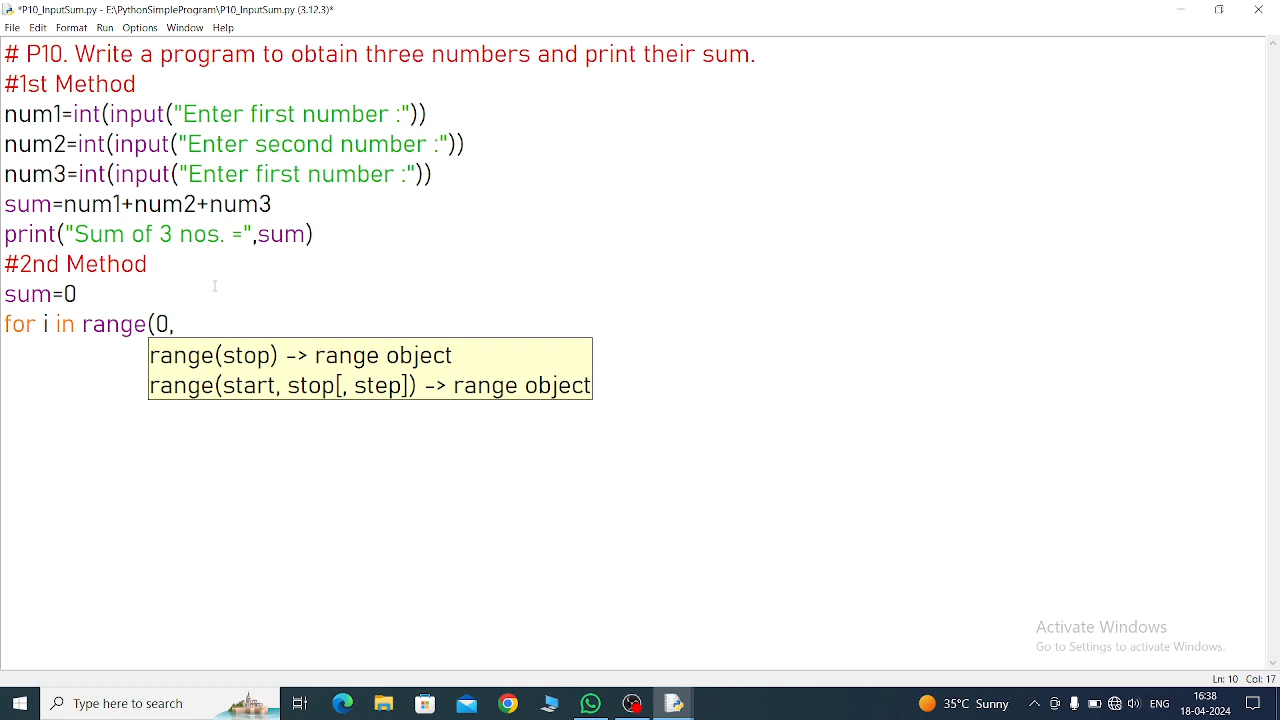 *P10_InputSum.py - E:\PythonSimpleProgram\P10_InputSum.py (3.12.3)*
File Edit Format Run Options Window Help
# P10. Write a program to obtain three numbers and print their sum.
#1st Method
num1=int(input("Enter first number :"))
num2=int(input("Enter second number :"))
num3=int(input("Enter first number :"))
sum=num1+num2+num3
print("Sum of 3 nos. =",sum)
#2nd Method
sum=0
for i in range(0,
range(stop) -> range object
range(start, stop[, step]) -> range object
Activate Windows
Go to Settings to activate Windows.
Ln: 10 Col: 17
Type here to search
35°C Sunny
ENG
16:38
18-04-2024